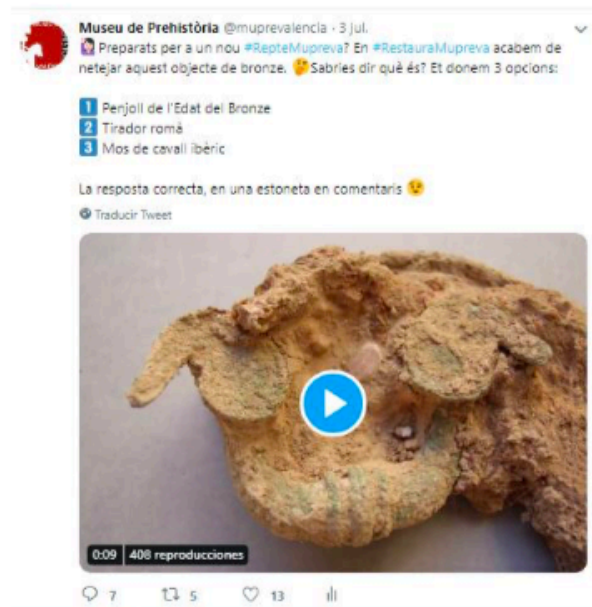 Museu de Prehistòria @muprevalencia · 3 jul.
🙋🏻‍♀️Preparats per a un nou #RepteMupreva? En #RestauraMupreva acabem de
netejar aquest objecte de bronze. 🤔Sabries dir què és? Et donem 3 opcions:
1️⃣ Penjoll de l'Edat del Bronze
2️⃣ Tirador romà
3️⃣ Mos de cavall ibèric
La resposta correcta, en una estoneta en comentaris 😉
Traducir Tweet
0:09 408 reproducciones
7 5 13